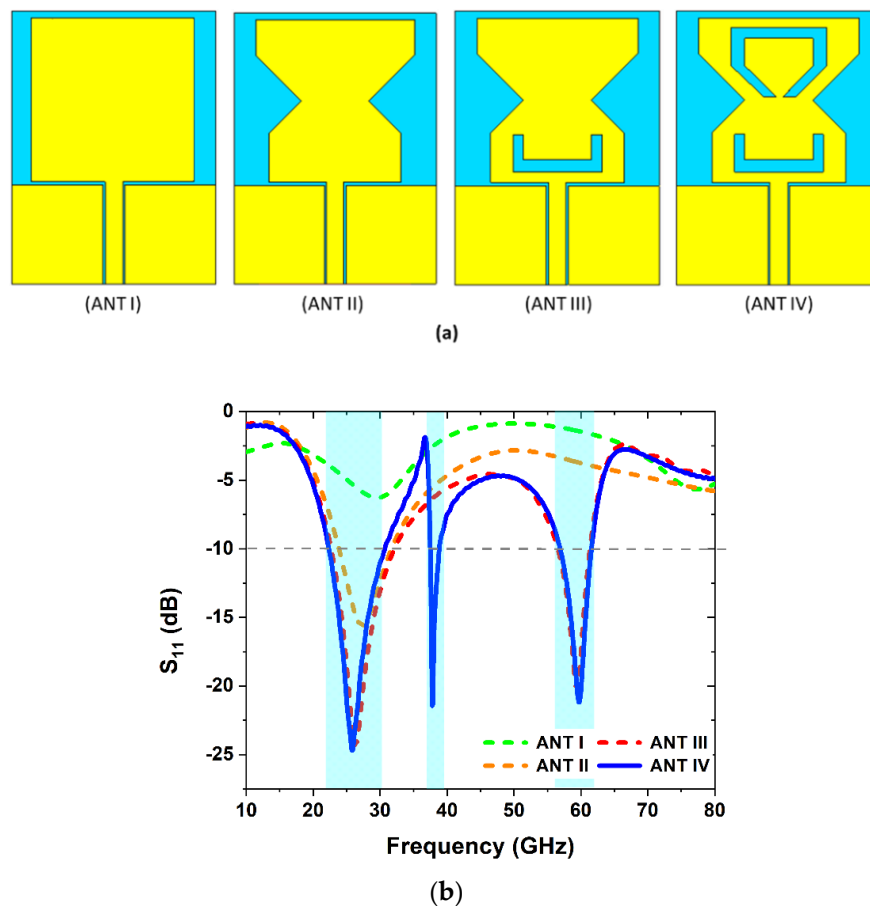 (ANT I) (ANT II) (ANT III) (ANT IV)
(a)
0
-5
-10
-15
-20
-25
S11 (dB)
ANT I ANT III
ANT II ANT IV
10 20 30 40 50 60 70 80
Frequency (GHz)
(b)